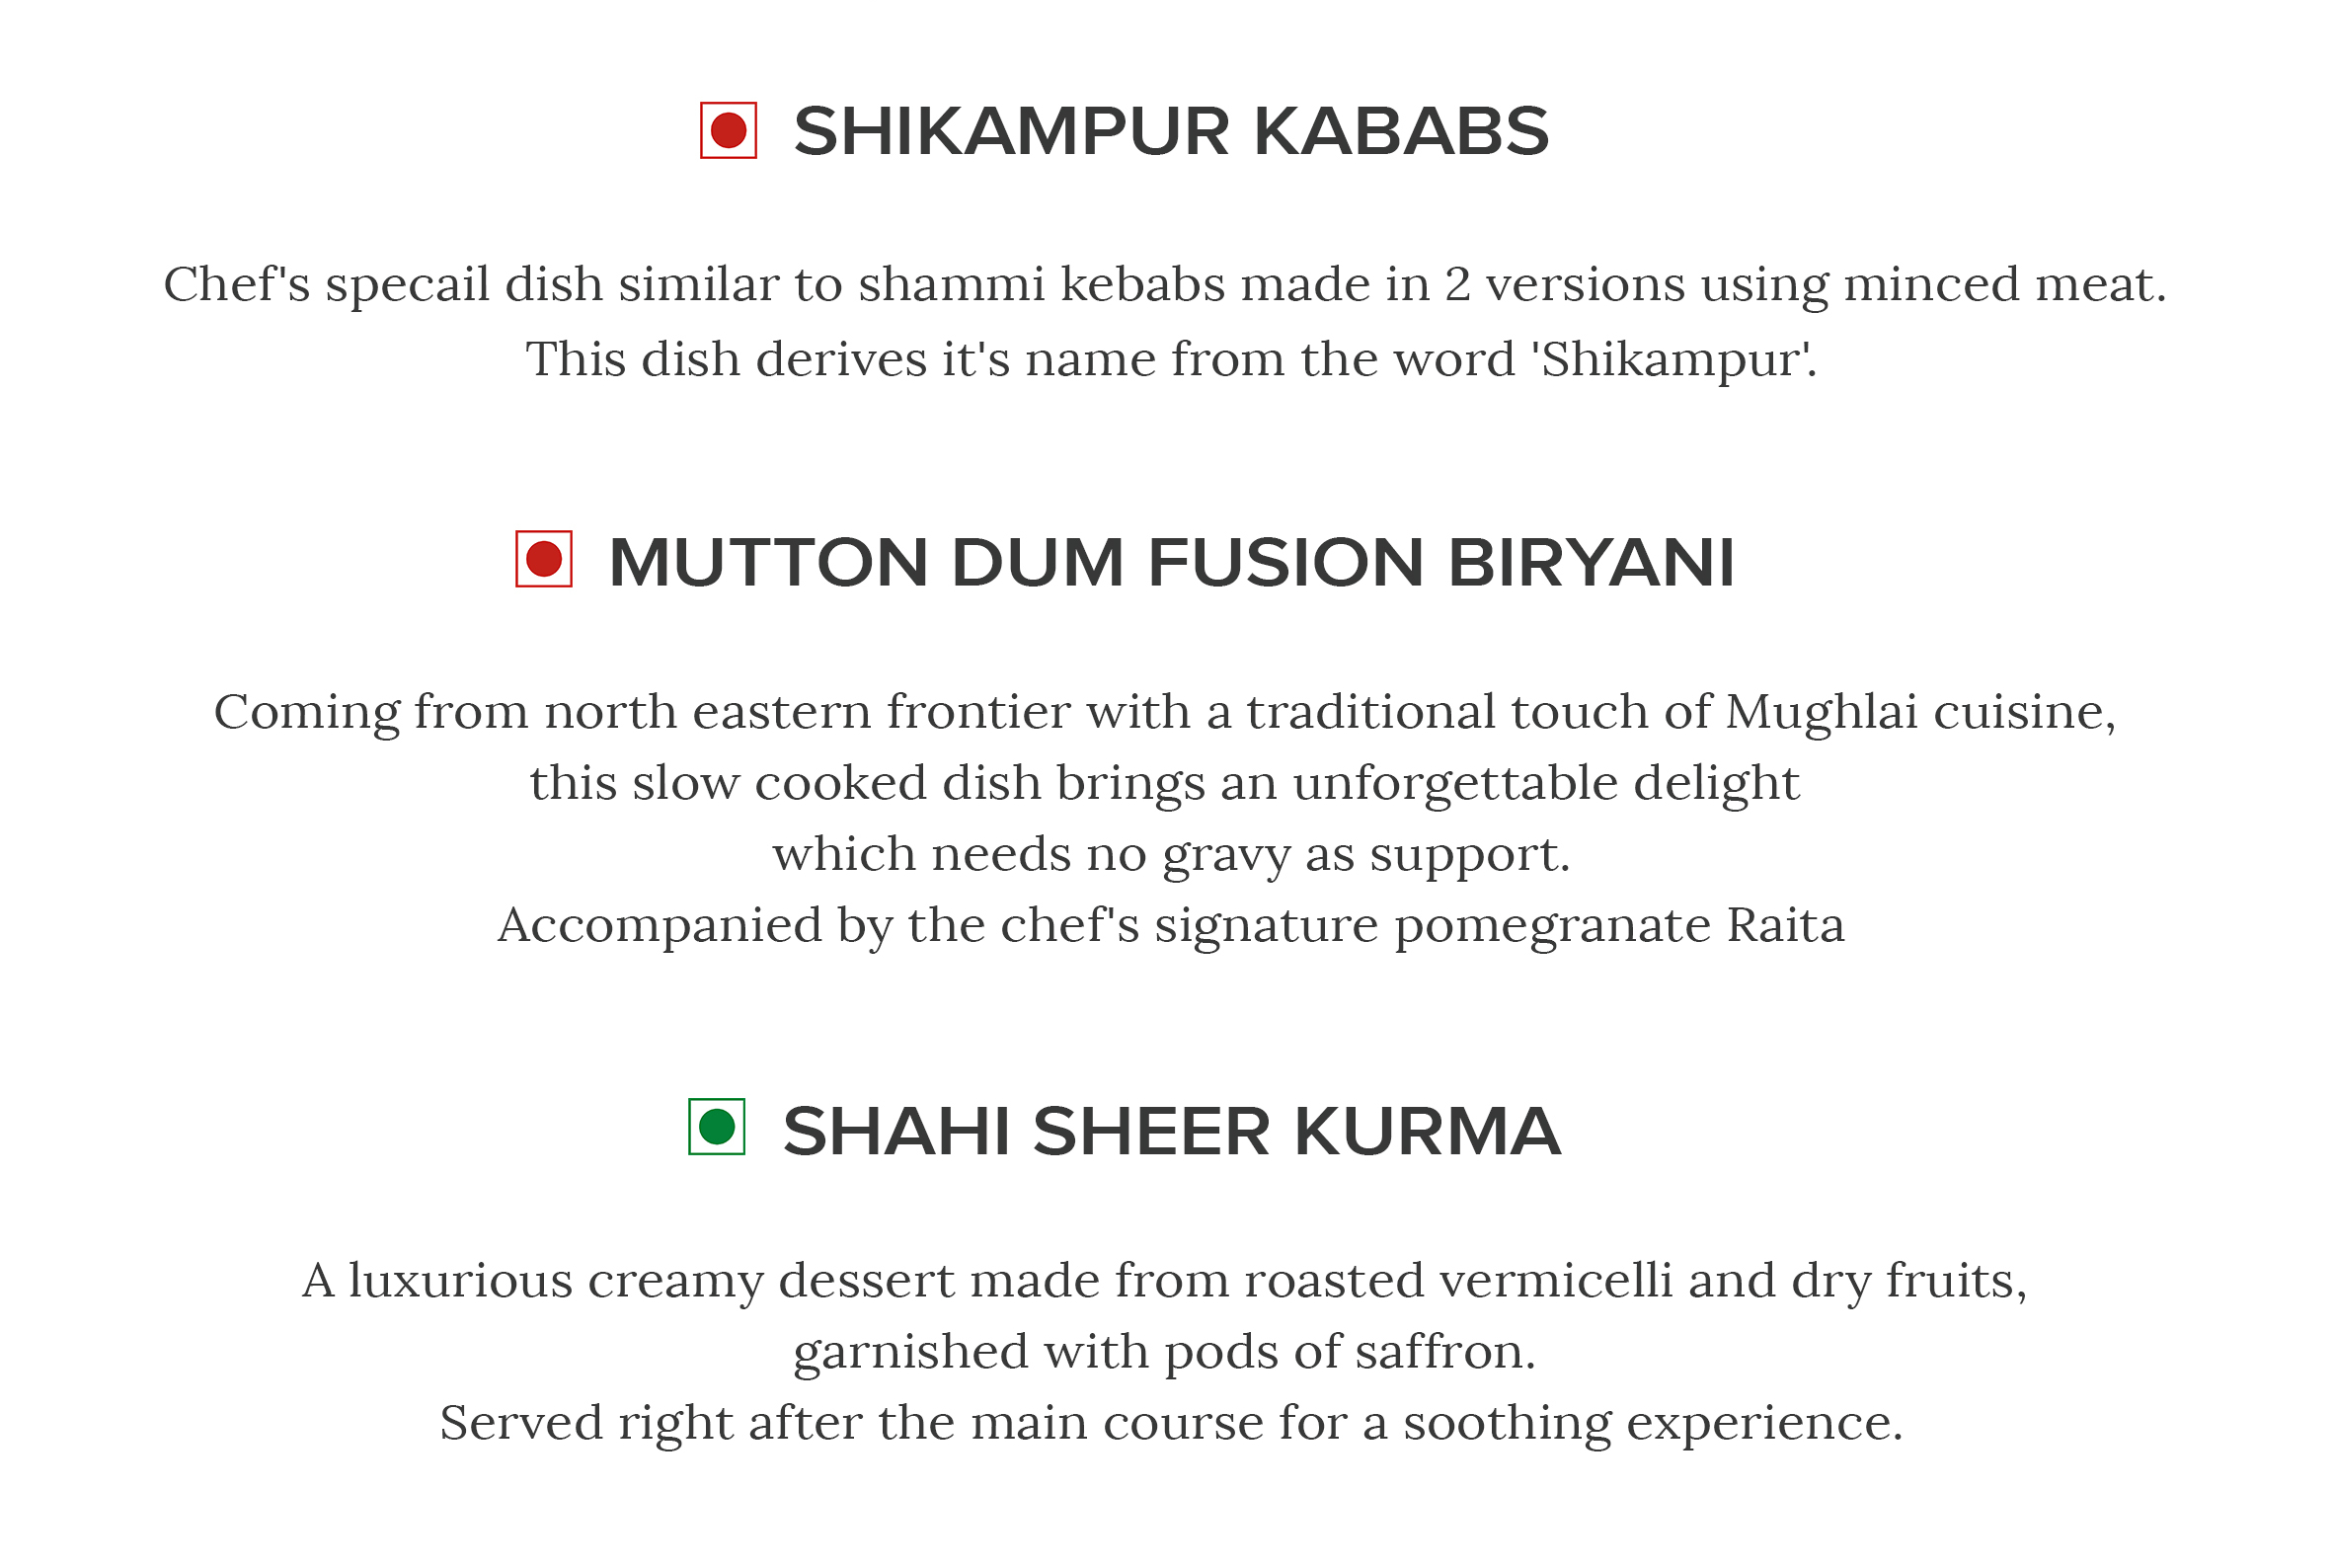 SHIKAMPUR KABABS
Chef's specail dish similar to shammi kebabs made in 2 versions using minced meat.
This dish derives it's name from the word 'Shikampur'.
MUTTON DUM FUSION BIRYANI
Coming from north eastern frontier with a traditional touch of Mughlai cuisine,
this slow cooked dish brings an unforgettable delight
which needs no gravy as support.
Accompanied by the chef's signature pomegranate Raita
SHAHI SHEER KURMA
A luxurious creamy dessert made from roasted vermicelli and dry fruits,
garnished with pods of saffron.
Served right after the main course for a soothing experience.